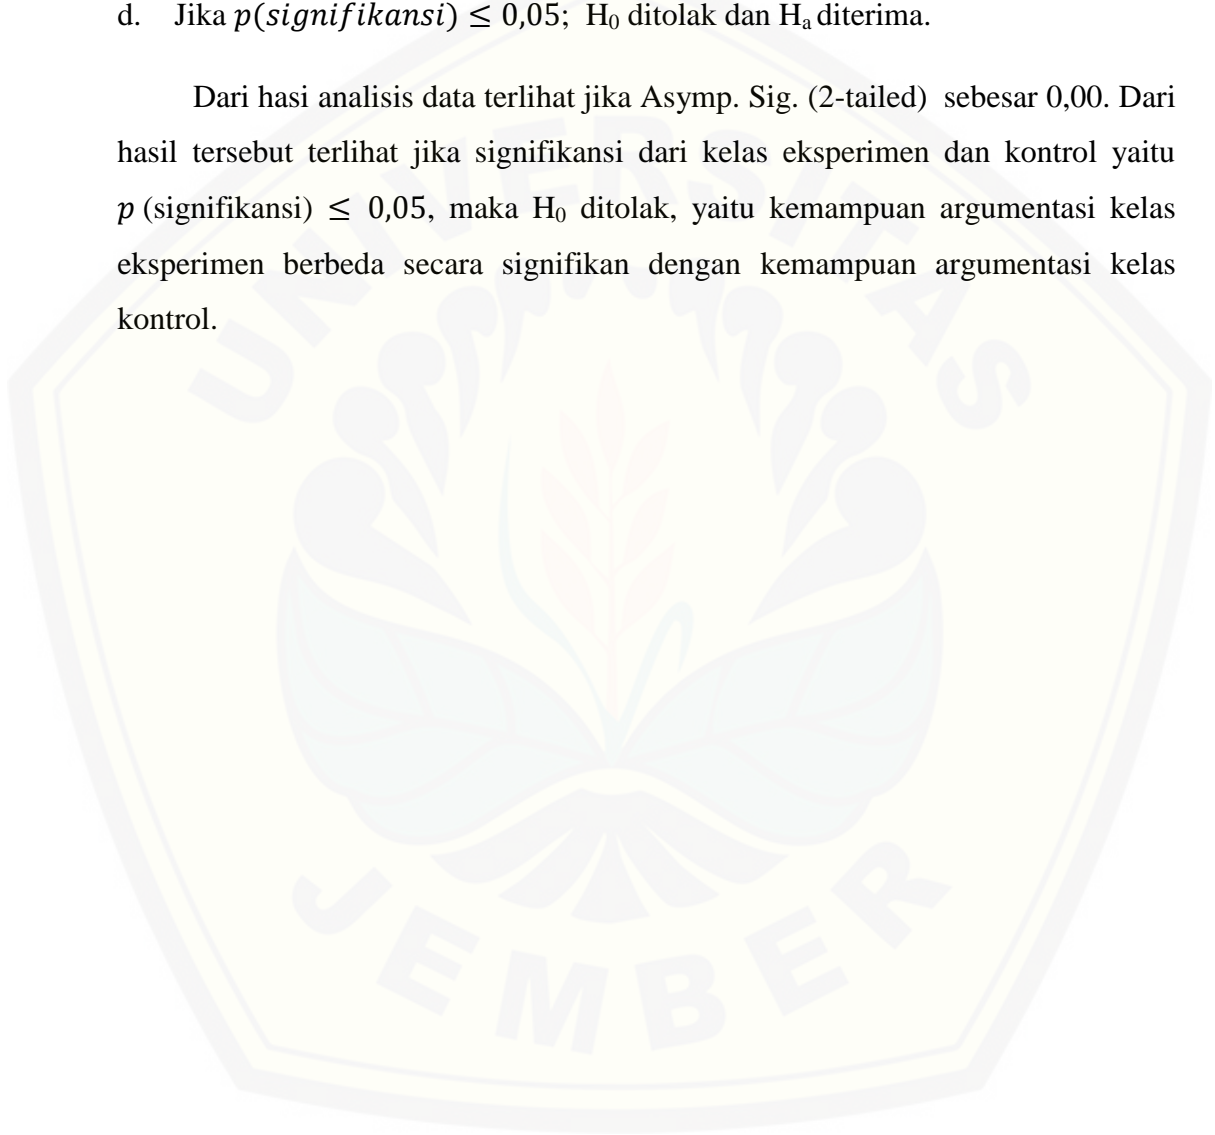 d. Jika p(signifikansi) ≤ 0,05; H₀ ditolak dan Hₐ diterima.
Dari hasi analisis data terlihat jika Asymp. Sig. (2-tailed) sebesar 0,00. Dari
hasil tersebut terlihat jika signifikansi dari kelas eksperimen dan kontrol yaitu
p (signifikansi) ≤ 0,05, maka H₀ ditolak, yaitu kemampuan argumentasi kelas
eksperimen berbeda secara signifikan dengan kemampuan argumentasi kelas
kontrol.
UNIVERSITAS
JEMBER